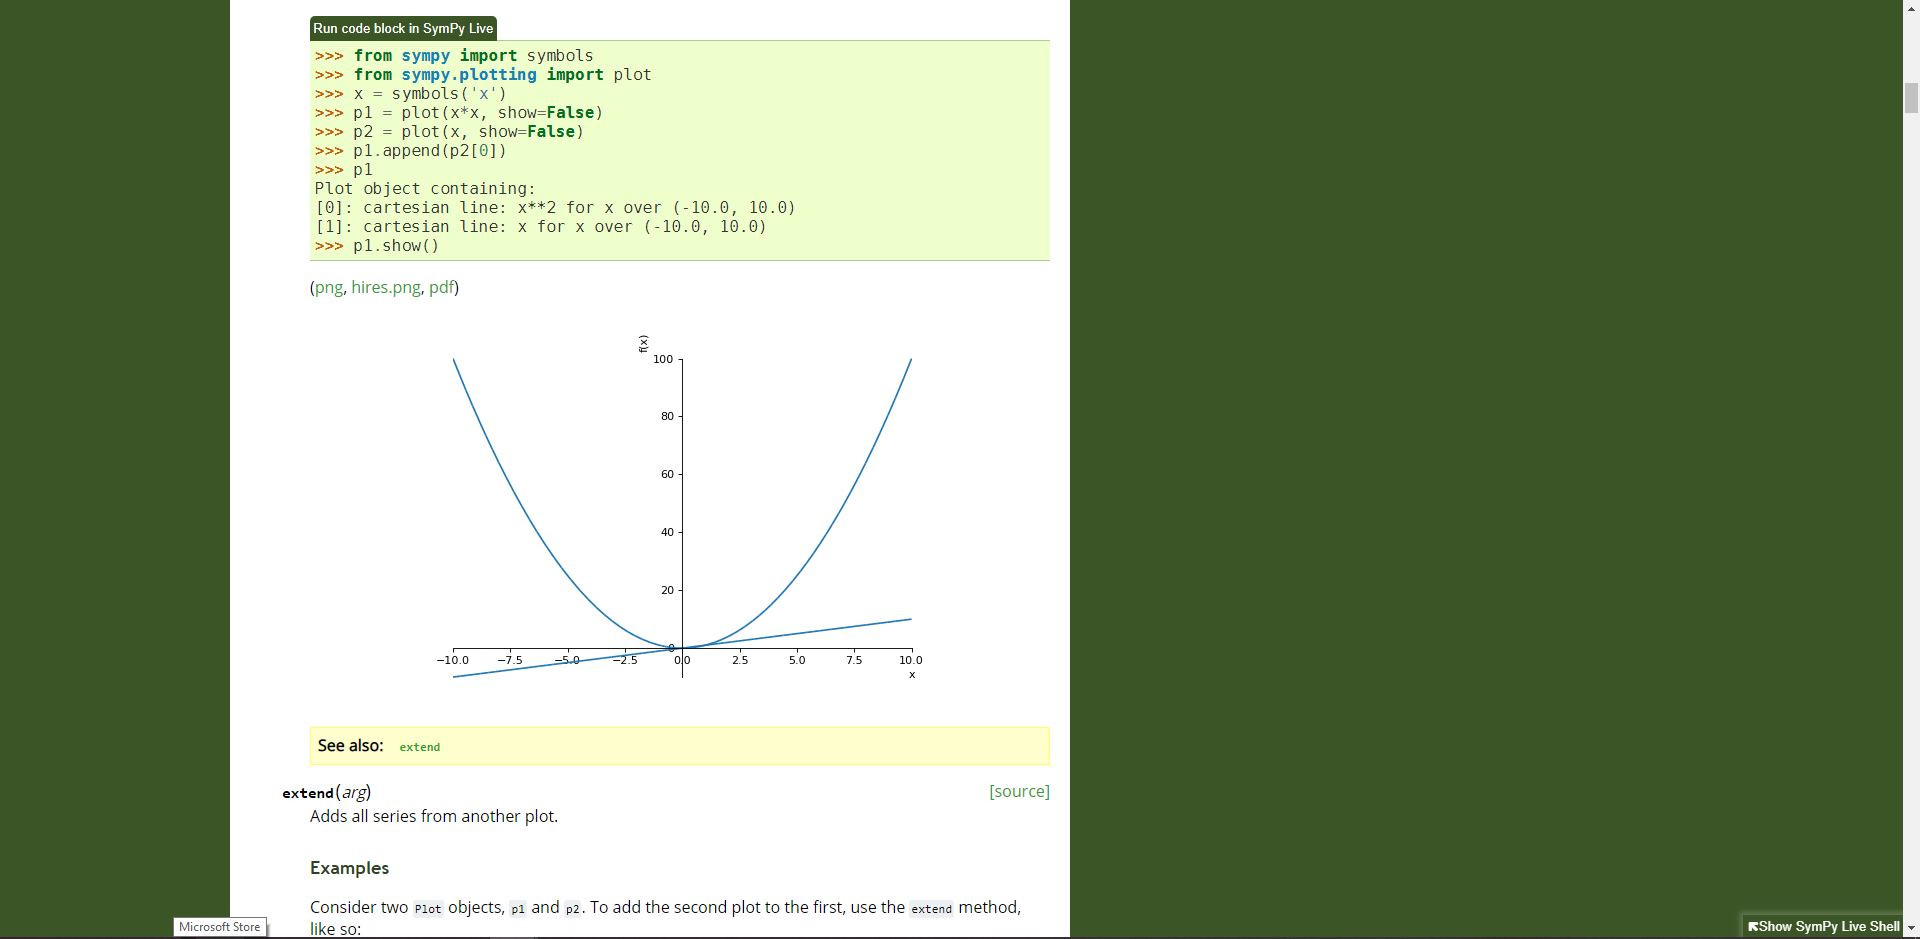 Run code block in SymPy Live
>>> from sympy import symbols
>>> from sympy.plotting import plot
>>> x = symbols('x')
>>> p1 = plot(x*x, show=False)
>>> p2 = plot(x, show=False)
>>> p1.append(p2[0])
>>> p1
Plot object containing:
[0]: cartesian line: x**2 for x over (-10.0, 10.0)
[1]: cartesian line: x for x over (-10.0, 10.0)
>>> p1.show()
(png, hires.png, pdf)
f(x)
100
80
60
40
20
0
−10.0 −7.5 −5.0 −2.5 0.0 2.5 5.0 7.5 10.0
x
See also: extend
extend(arg) [source]
Adds all series from another plot.
Examples
Consider two Plot objects, p1 and p2. To add the second plot to the first, use the extend method,
like so:
Microsoft Store
Show SymPy Live Shell